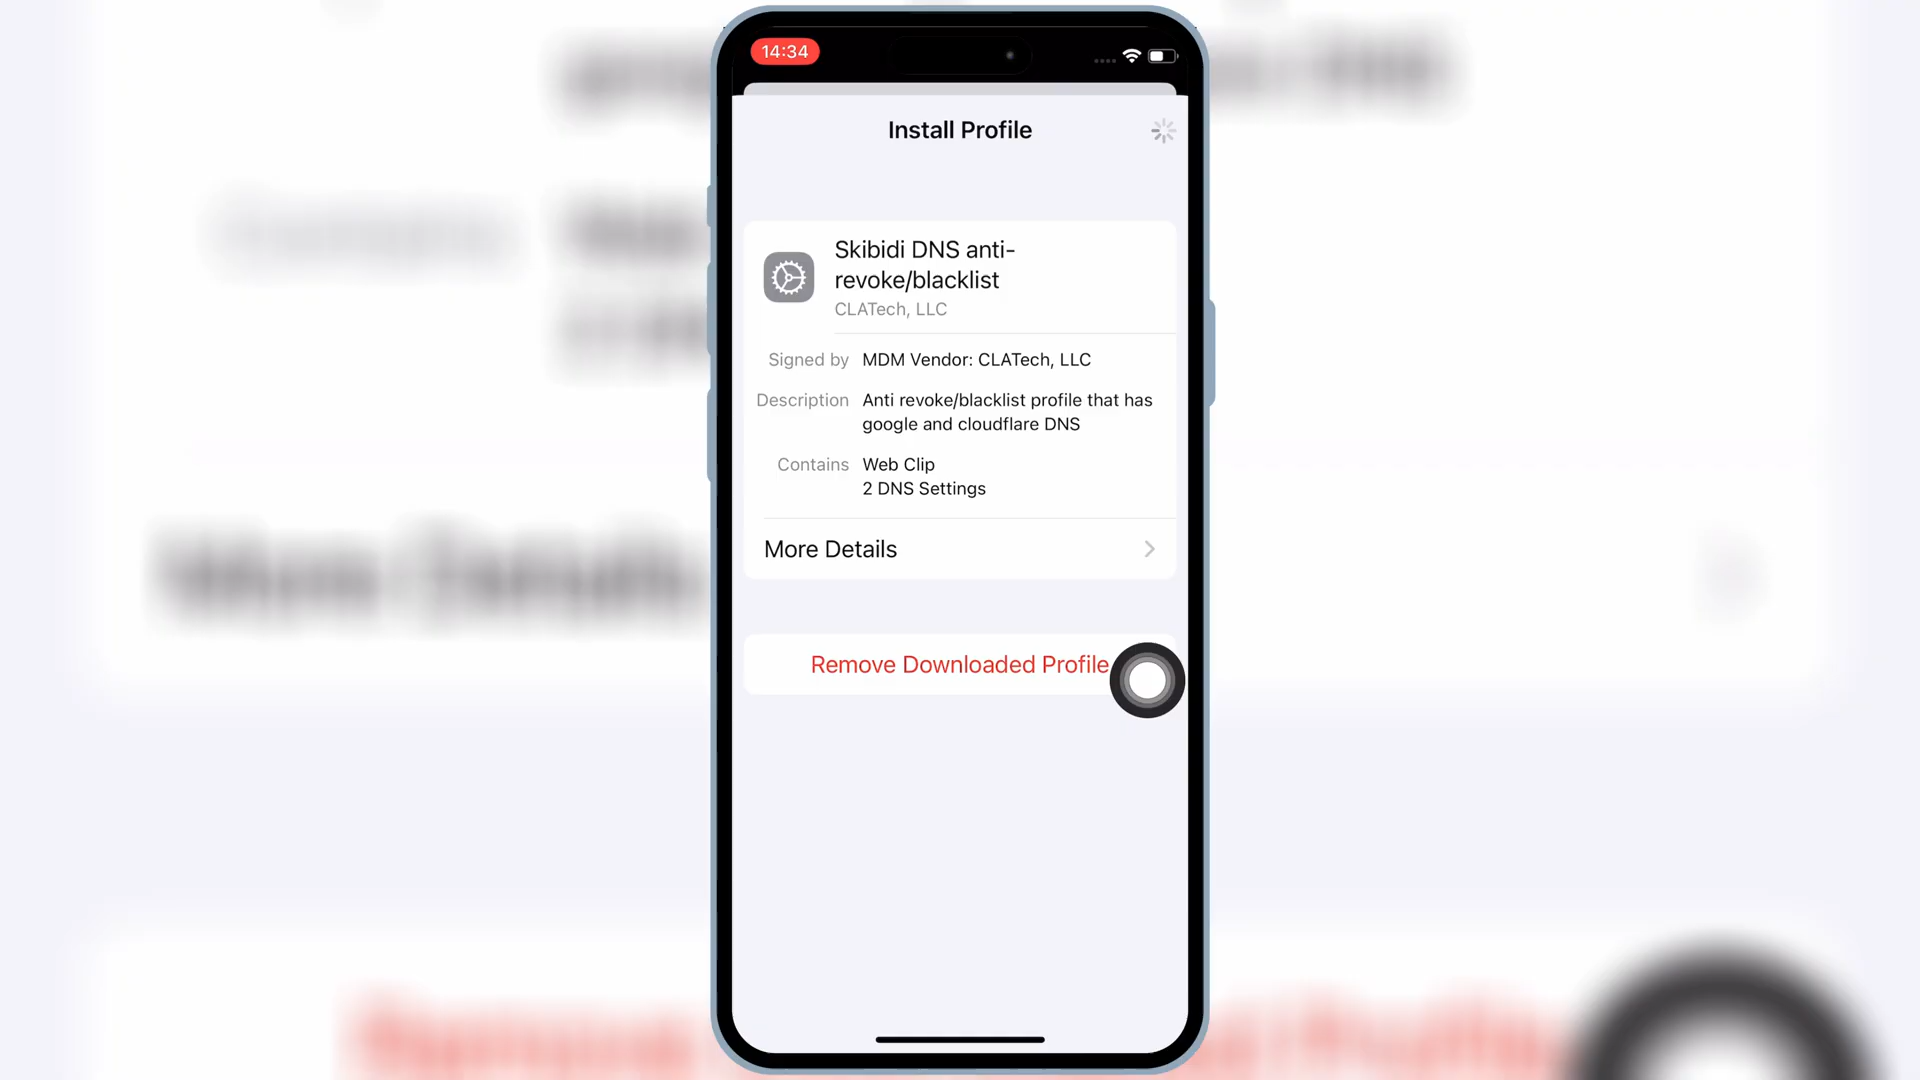 14:34
Install Profile
Skibidi DNS anti-
revoke/blacklist
CLATech, LLC
Signed by MDM Vendor: CLATech, LLC
Description Anti revoke/blacklist profile that has
google and cloudflare DNS
Contains Web Clip
2 DNS Settings
More Details
Remove Downloaded Profile